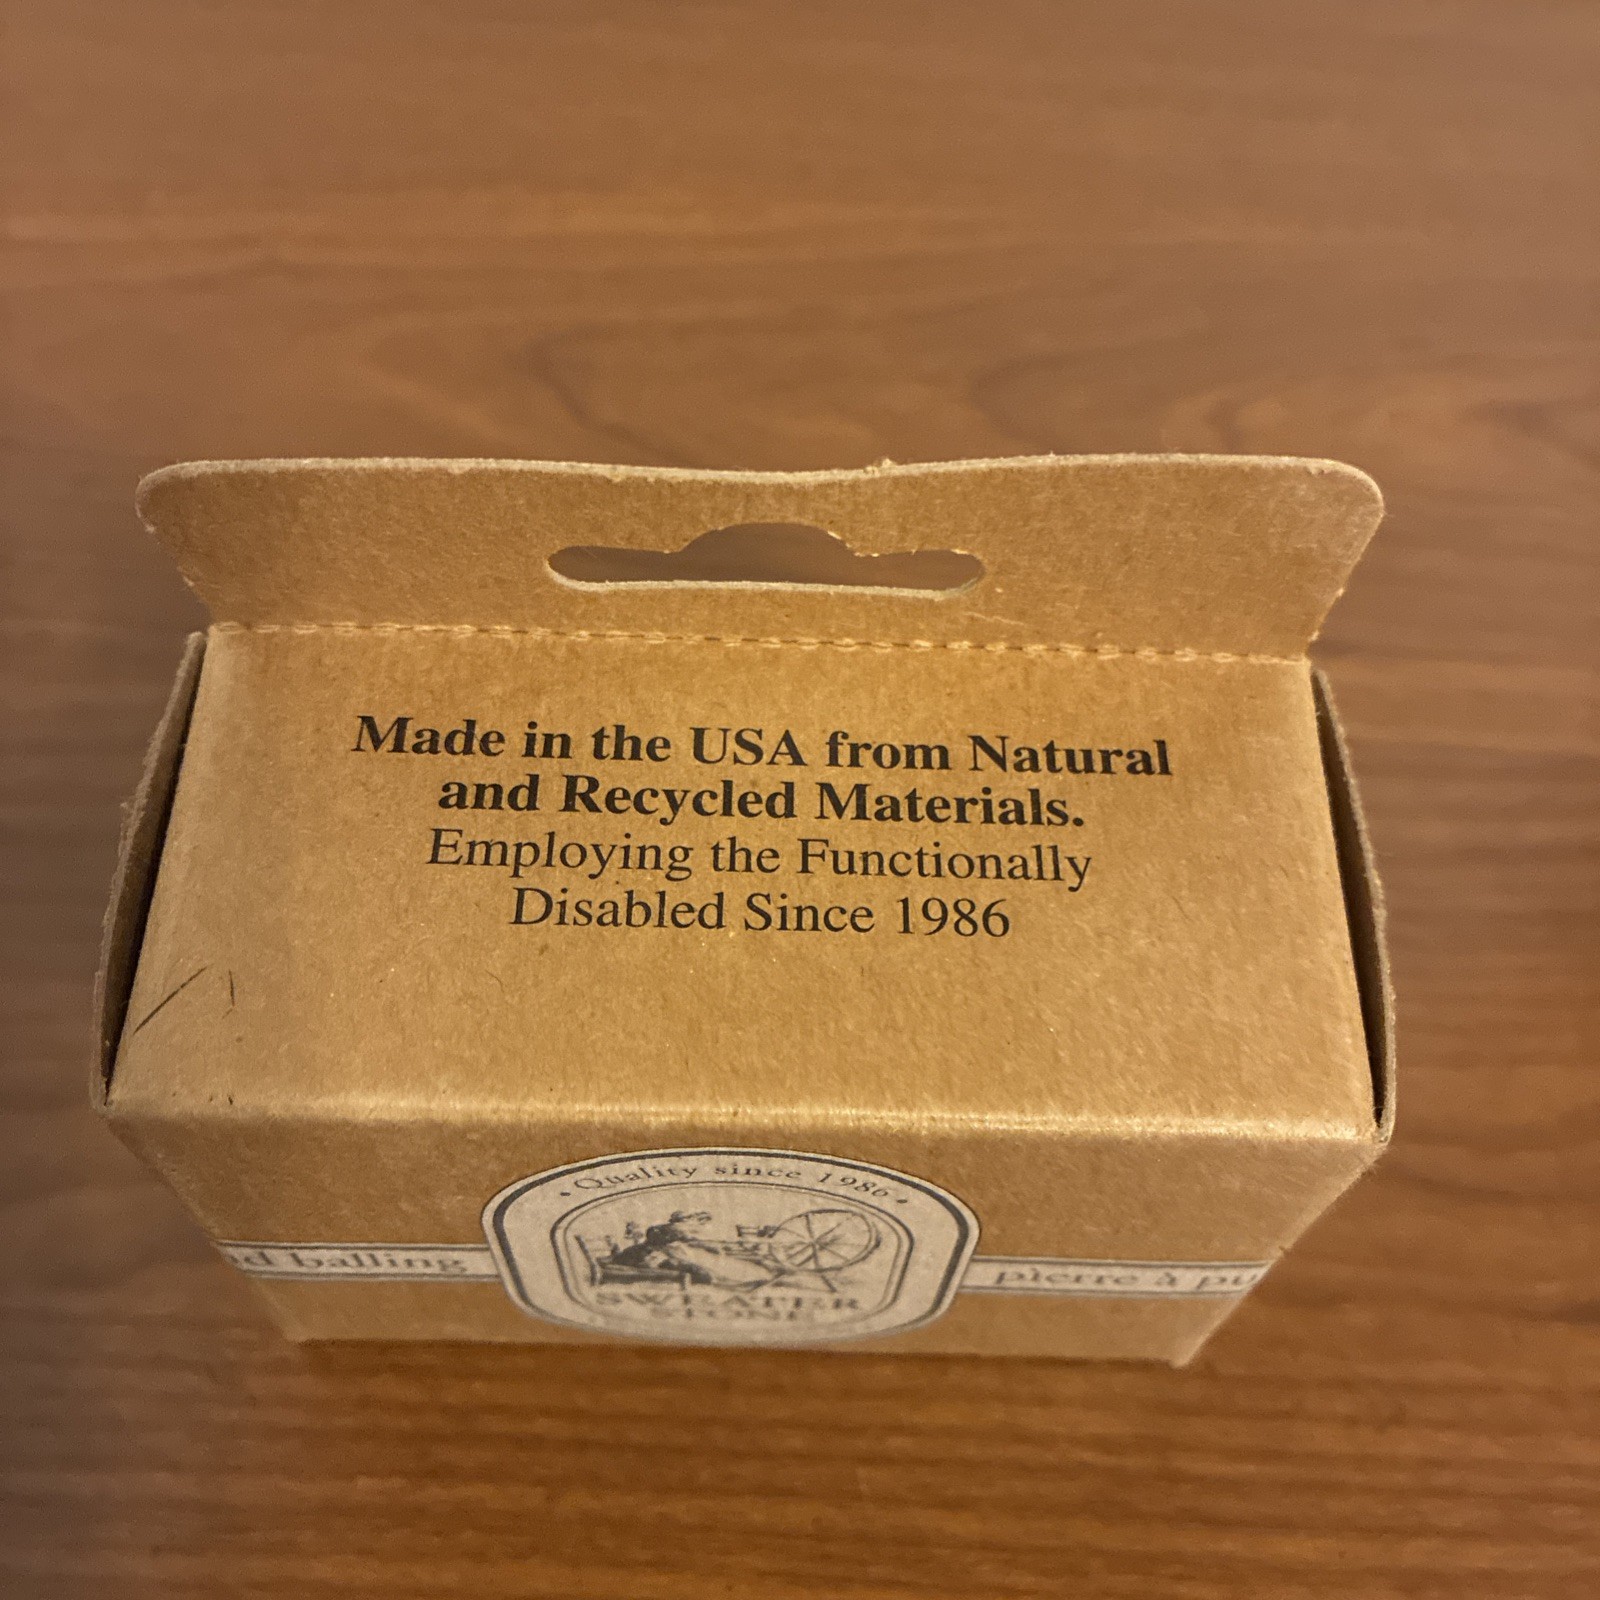 Made in the USA from Natural
and Recycled Materials.
Employing the Functionally
Disabled Since 1986
• Quality since 1986 •
balling
pierre à
SWEATER
STONE